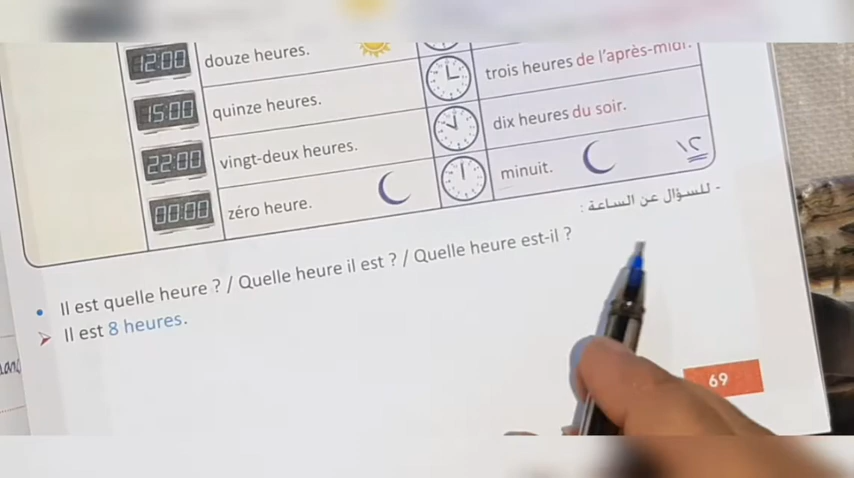 12:00 douze heures.
trois heures de l'après-midi.
15:00 quinze heures.
dix heures du soir.
22:00 vingt-deux heures.
minuit.
١٢
00:00 zéro heure.
- للسؤال عن الساعة :
• Il est quelle heure ? / Quelle heure il est ? / Quelle heure est-il ?
➢ Il est 8 heures.
69